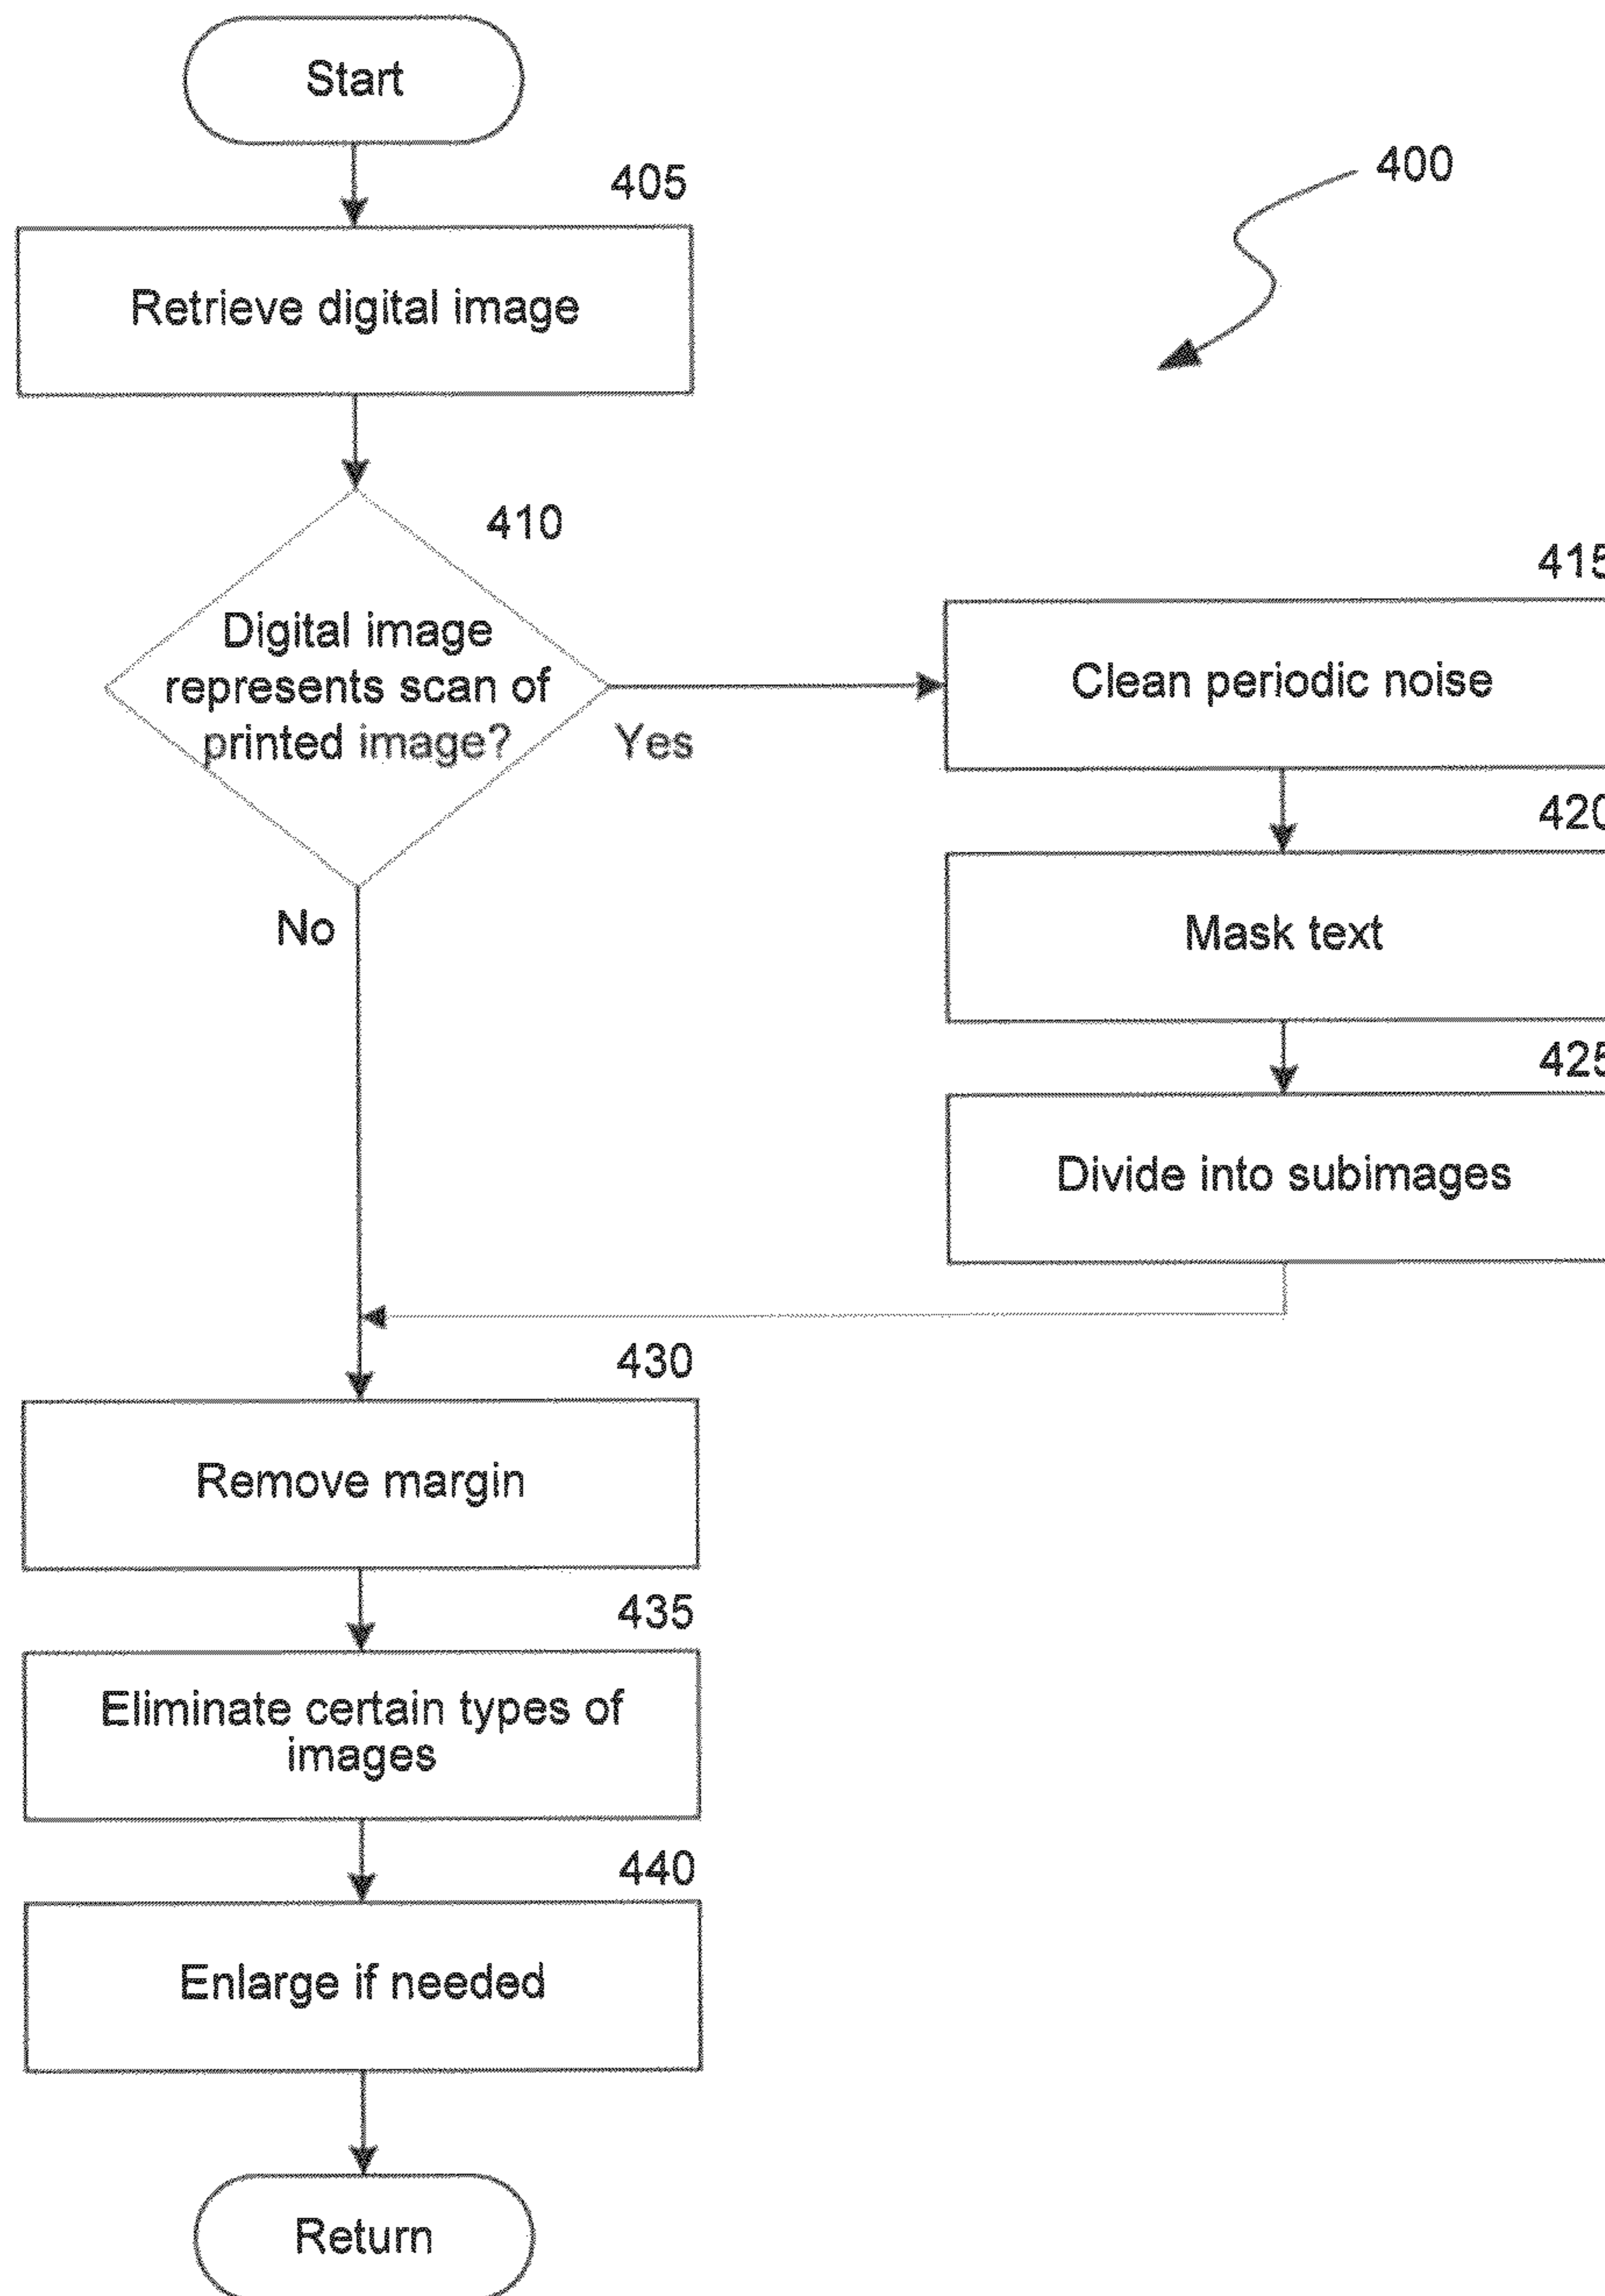 Start
400
405
Retrieve digital image
410
Digital image
represents scan of
printed image?
Yes
No
415
Clean periodic noise
420
Mask text
425
Divide into subimages
430
Remove margin
435
Eliminate certain types of
images
440
Enlarge if needed
Return